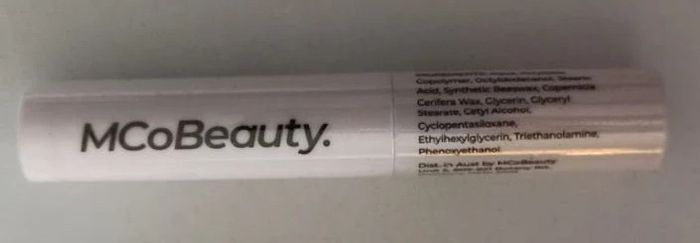 MCoBeauty.
Copolymer, Octyldodecanol, Stearic
Acid, Synthetic Beeswax, Copernicia
Cerifera Wax, Glycerin, Glyceryl
Stearate, Cetyl Alcohol,
Cyclopentasiloxane,
Ethylhexylglycerin, Triethanolamine,
Phenoxyethanol.
Dist. in Aust by MCoBeauty